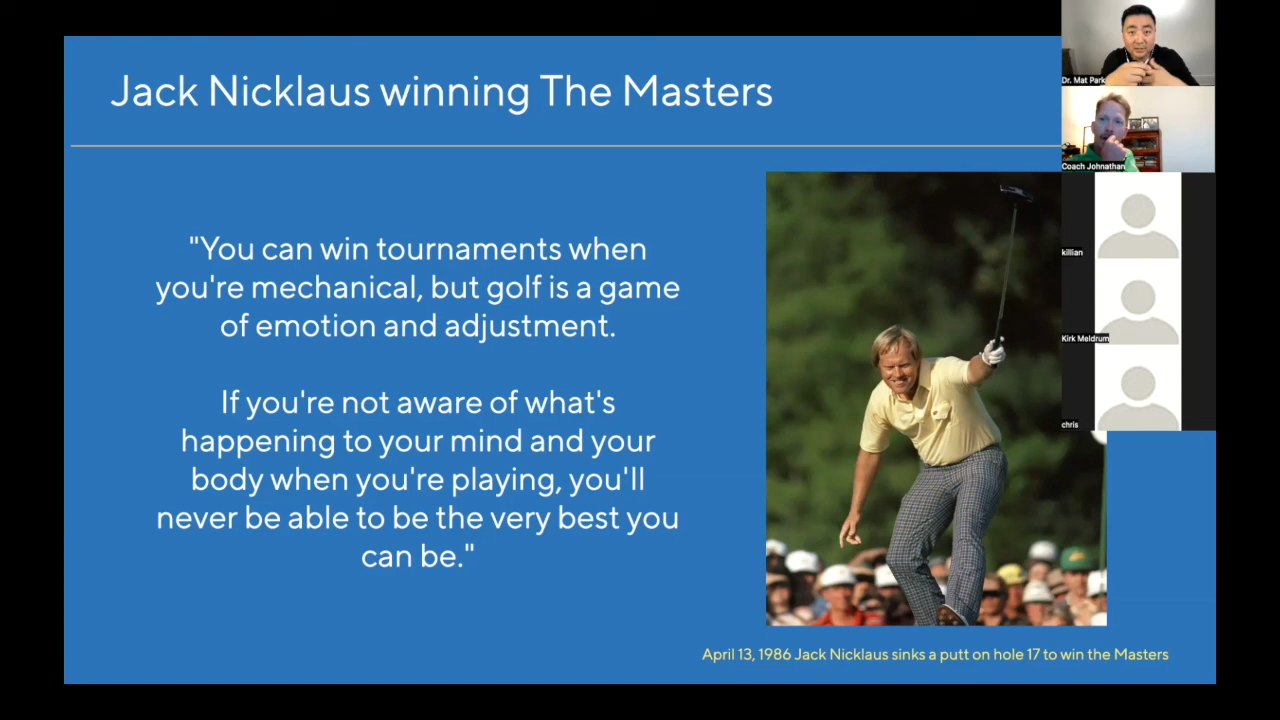 Jack Nicklaus winning The Masters
"You can win tournaments when
you're mechanical, but golf is a game
of emotion and adjustment.
If you're not aware of what's
happening to your mind and your
body when you're playing, you'll
never be able to be the very best you
can be."
April 13, 1986 Jack Nicklaus sinks a putt on hole 17 to win the Masters
Dr. Mat Park
Coach Johnathan
killian
Kirk Meldrum
chris